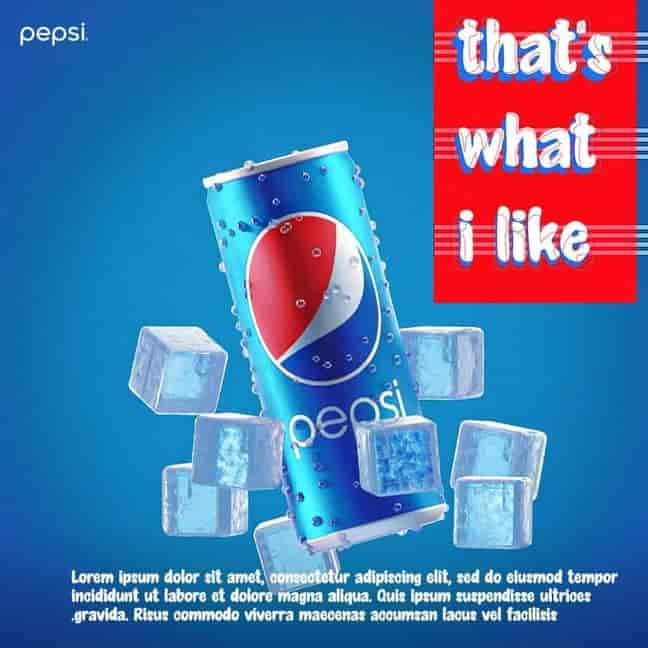 pepsi
that's
what
i like
pepsi
Lorem ipsum dolor sit amet, consectetur adipiscing elit, sed do eiusmod tempor
incididunt ut labore et dolore magna aliqua. Quis ipsum suspendisse ultrices
.gravida. Risus commodo viverra maecenas accumsan lacus vel facilisis